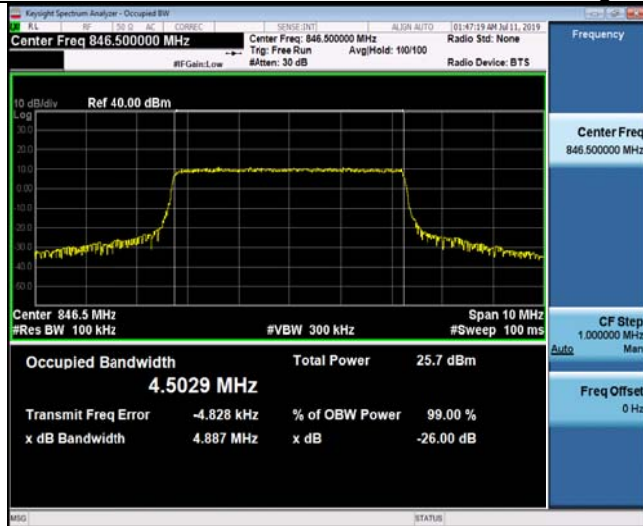 Keysight Spectrum Analyzer - Occupied BW
RL RF 50 Ω AC CORREC SENSE:INT ALIGN AUTO 01:47:19 AM Jul 11, 2019
Center Freq 846.500000 MHz
Center Freq: 846.500000 MHz
Radio Std: None
Trig: Free Run
Avg|Hold: 100/100
#IFGain:Low
#Atten: 30 dB
Radio Device: BTS
Frequency
10 dB/div
Ref 40.00 dBm
Log
30.0
20.0
10.0
0.00
-10.0
-20.0
-30.0
-40.0
-50.0
Center 846.5 MHz
Span 10 MHz
#Res BW 100 kHz
#VBW 300 kHz
#Sweep 100 ms
Center Freq
846.500000 MHz
CF Step
1.000000 MHz
Auto Man
Freq Offset
0 Hz
Occupied Bandwidth
4.5029 MHz
Total Power 25.7 dBm
Transmit Freq Error -4.828 kHz
% of OBW Power 99.00 %
x dB Bandwidth 4.887 MHz
x dB -26.00 dB
MSG
STATUS